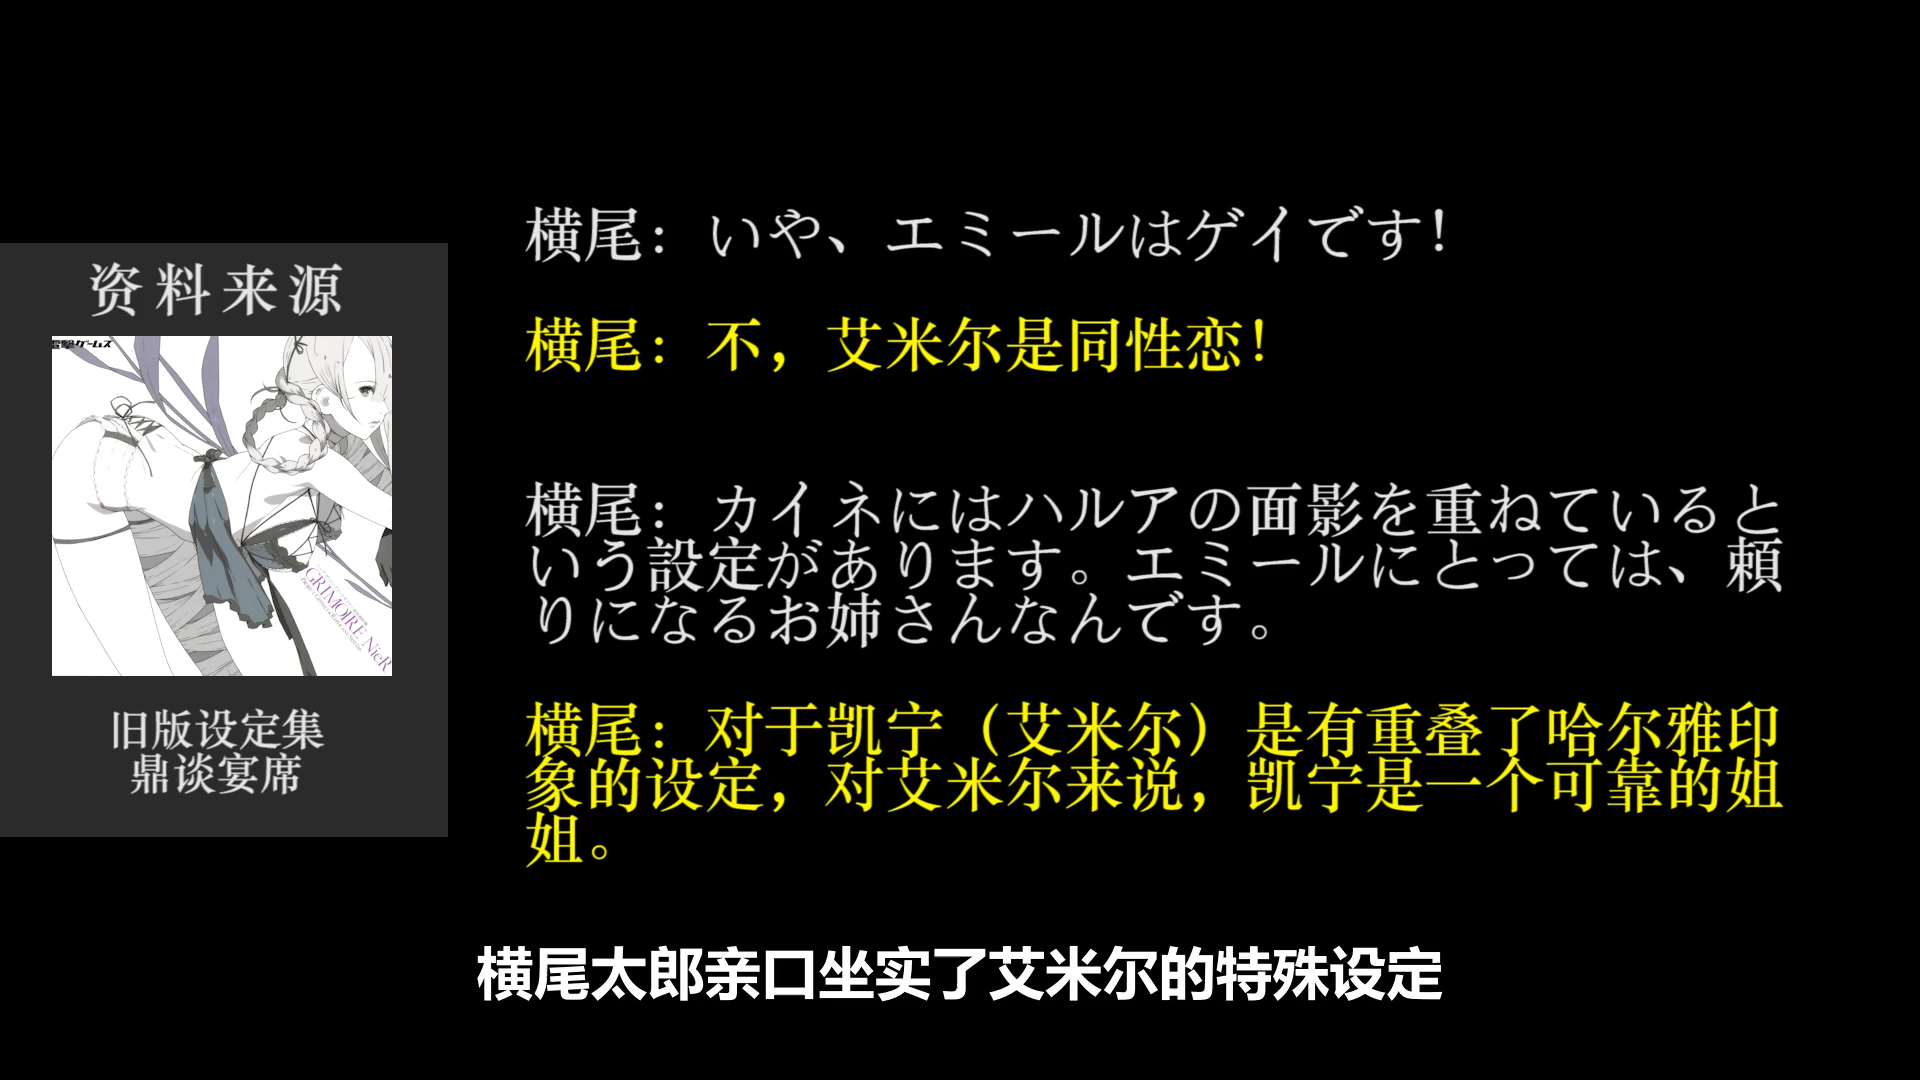 资料来源
電撃ゲームス
GRIMOIRE NieR
旧版设定集
鼎谈宴席
横尾：いや、エミールはゲイです！
横尾：不，艾米尔是同性恋！
横尾：カイネにはハルアの面影を重ねていると
いう設定があります。エミールにとっては、頼
りになるお姉さんなんです。
横尾：对于凯宁（艾米尔）是有重叠了哈尔雅印
象的设定，对艾米尔来说，凯宁是一个可靠的姐
姐。
横尾太郎亲口坐实了艾米尔的特殊设定